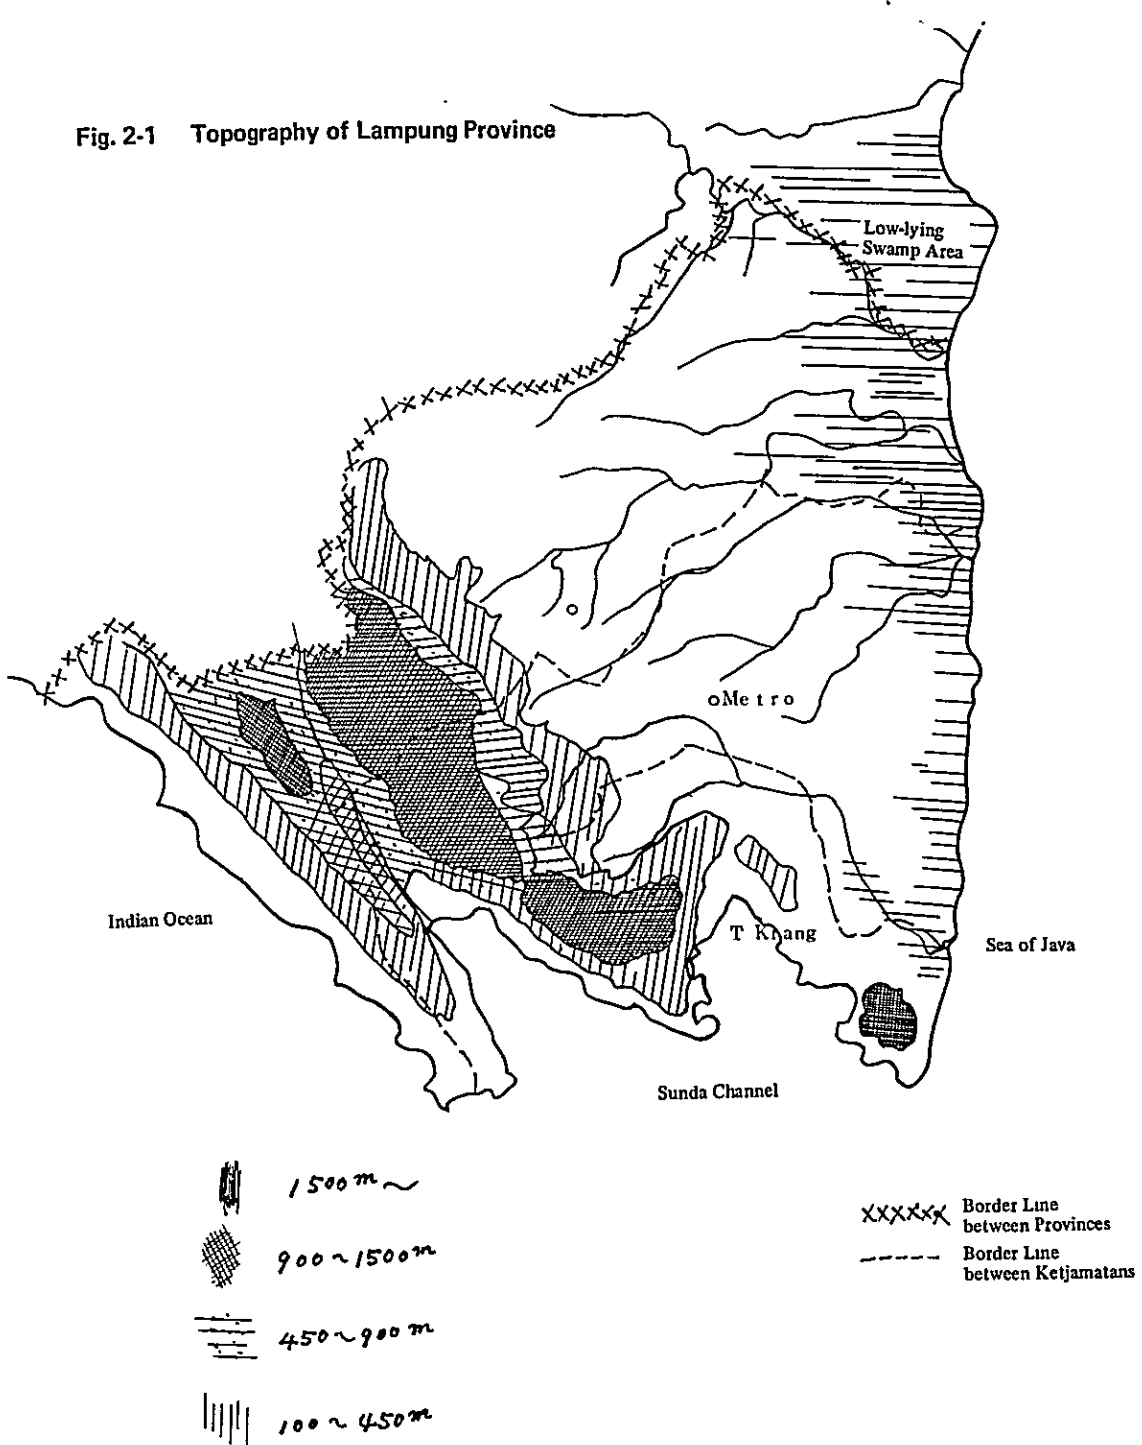 Fig. 2-1 Topography of Lampung Province
Low-lying
Swamp Area
Metro
T Khang
Indian Ocean
Sea of Java
Sunda Channel
1500m ~
900 ~ 1500m
450 ~ 900m
100 ~ 450m
Border Line
between Provinces
Border Line
between Ketjamatans